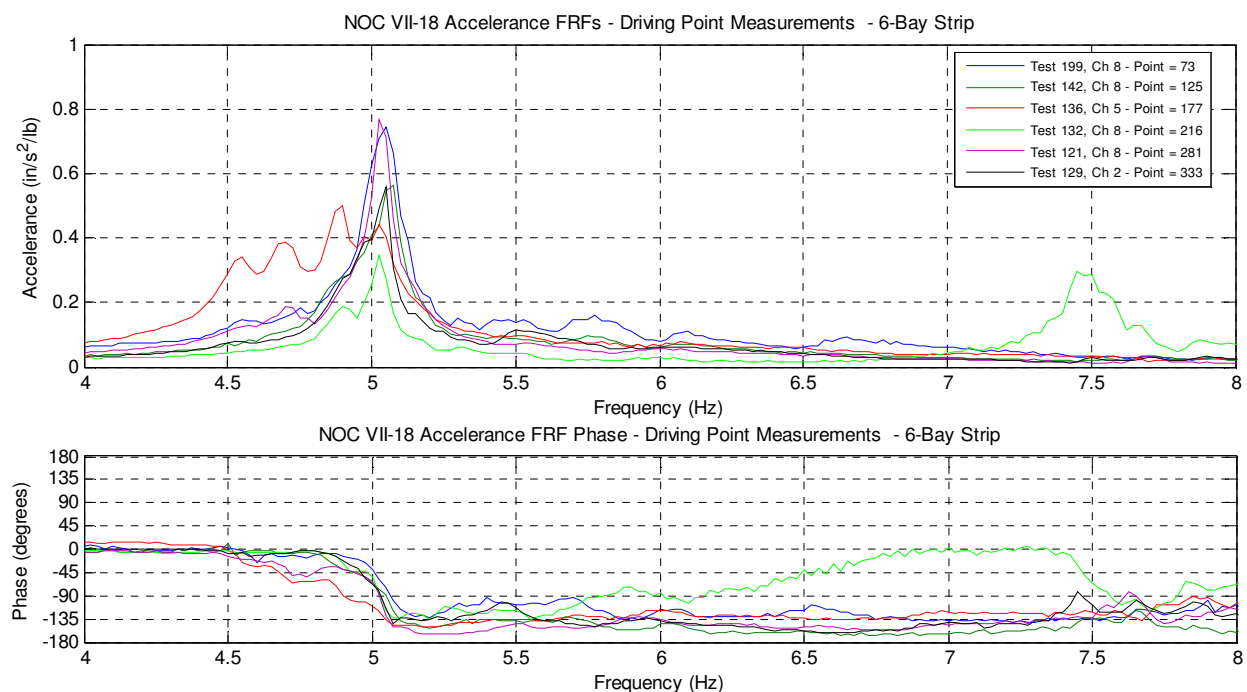 NOC VII-18 Accelerance FRFs - Driving Point Measurements - 6-Bay Strip
Accelerance (in/s²/lb)
1
0.8
0.6
0.4
0.2
0
Test 199, Ch 8 - Point = 73
Test 142, Ch 8 - Point = 125
Test 136, Ch 5 - Point = 177
Test 132, Ch 8 - Point = 216
Test 121, Ch 8 - Point = 281
Test 129, Ch 2 - Point = 333
4 4.5 5 5.5 6 6.5 7 7.5 8
Frequency (Hz)
NOC VII-18 Accelerance FRF Phase - Driving Point Measurements - 6-Bay Strip
Phase (degrees)
180
135
90
45
0
-45
-90
-135
-180
4 4.5 5 5.5 6 6.5 7 7.5 8
Frequency (Hz)